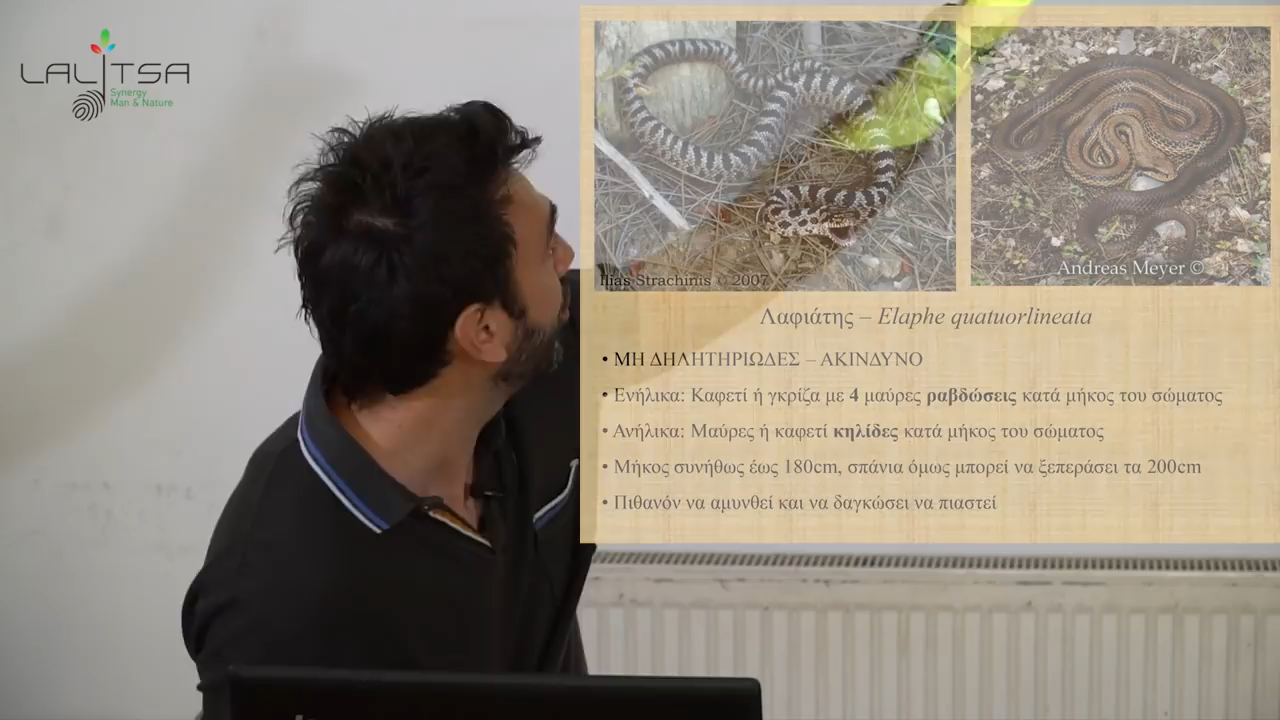 LALITSA
Synergy
Man & Nature
Ilias Strachinis © 2007
Andreas Meyer ©
Λαφιάτης – Elaphe quatuorlineata
• ΜΗ ΔΗΛΗΤΗΡΙΩΔΕΣ – ΑΚΙΝΔΥΝΟ
• Ενήλικα: Καφετί ή γκρίζα με 4 μαύρες ραβδώσεις κατά μήκος του σώματος
• Ανήλικα: Μαύρες ή καφετί κηλίδες κατά μήκος του σώματος
• Μήκος συνήθως έως 180cm, σπάνια όμως μπορεί να ξεπεράσει τα 200cm
• Πιθανόν να αμυνθεί και να δαγκώσει να πιαστεί